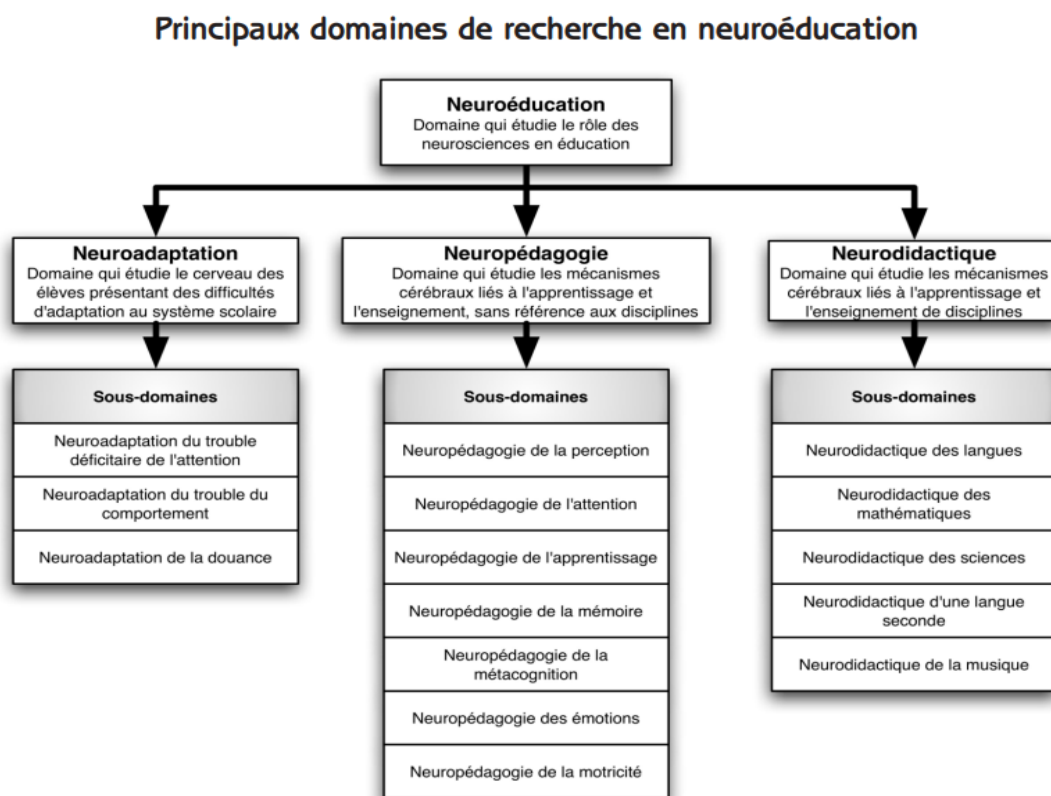 Principaux domaines de recherche en neuroéducation
Neuroéducation
Domaine qui étudie le rôle des
neurosciences en éducation
Neuroadaptation
Domaine qui étudie le cerveau des
élèves présentant des difficultés
d'adaptation au système scolaire
Neuropédagogie
Domaine qui étudie les mécanismes
cérébraux liés à l'apprentissage et
l'enseignement, sans référence aux disciplines
Neurodidactique
Domaine qui étudie les mécanismes
cérébraux liés à l'apprentissage et
l'enseignement de disciplines
Sous-domaines
Neuroadaptation du trouble
déficitaire de l'attention
Neuroadaptation du trouble du
comportement
Neuroadaptation de la douance
Sous-domaines
Neuropédagogie de la perception
Neuropédagogie de l'attention
Neuropédagogie de l'apprentissage
Neuropédagogie de la mémoire
Neuropédagogie de la
métacognition
Neuropédagogie des émotions
Neuropédagogie de la motricité
Sous-domaines
Neurodidactique des langues
Neurodidactique des
mathématiques
Neurodidactique des sciences
Neurodidactique d'une langue
seconde
Neurodidactique de la musique